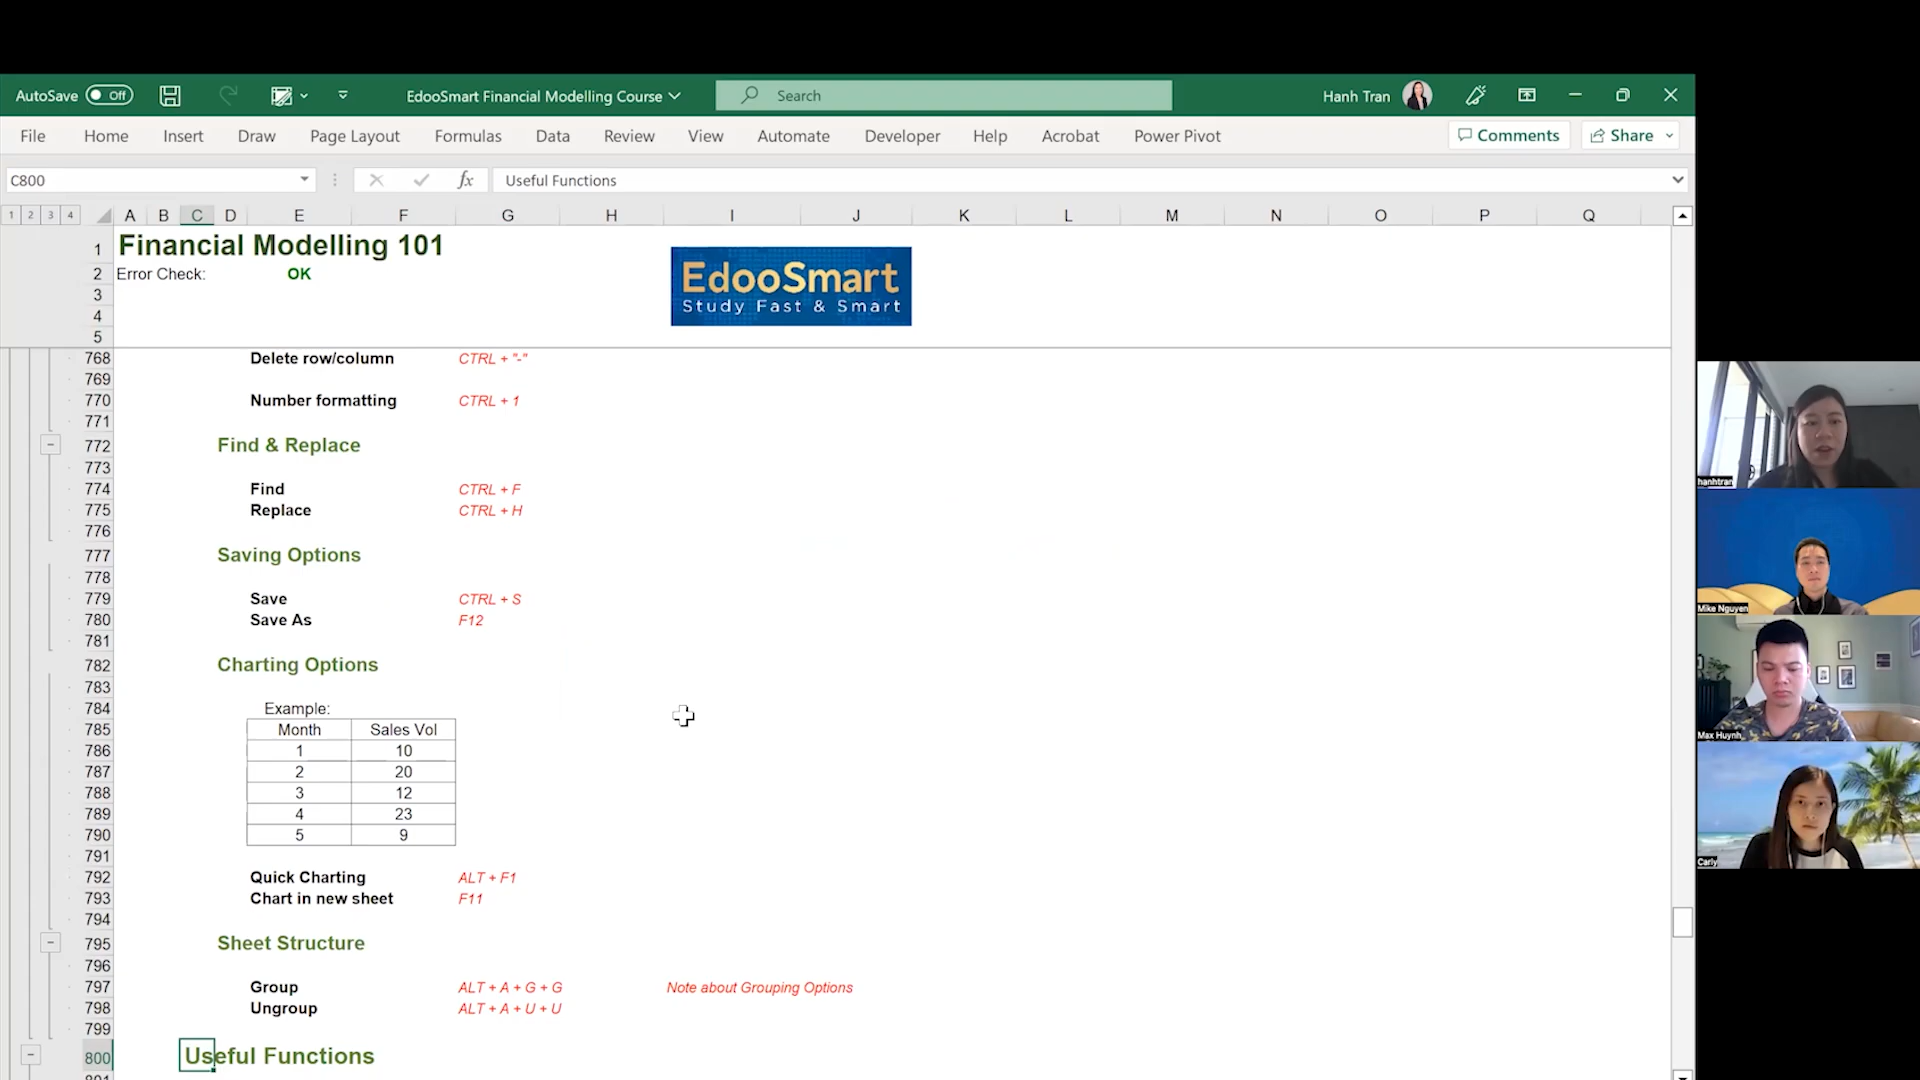 AutoSave Off EdooSmart Financial Modelling Course Search Hanh Tran
File Home Insert Draw Page Layout Formulas Data Review View Automate Developer Help Acrobat Power Pivot Comments Share
C800 fx Useful Functions
1 2 3 4 A B C D E F G H I J K L M N O P Q
1 Financial Modelling 101
2 Error Check: OK
EdooSmart
3
Study Fast & Smart
4
5
768 Delete row/column CTRL + "-"
769
770 Number formatting CTRL + 1
771
772 Find & Replace
773
774 Find CTRL + F
775 Replace CTRL + H
776
777 Saving Options
778
779 Save CTRL + S
780 Save As F12
781
782 Charting Options
783
784 Example:
785 Month Sales Vol
786 1 10
787 2 20
788 3 12
789 4 23
790 5 9
791
792 Quick Charting ALT + F1
793 Chart in new sheet F11
794
795 Sheet Structure
796
797 Group ALT + A + G + G Note about Grouping Options
798 Ungroup ALT + A + U + U
799
800 Useful Functions
hanhtran
Mike Nguyen
Max Huynh
Carly